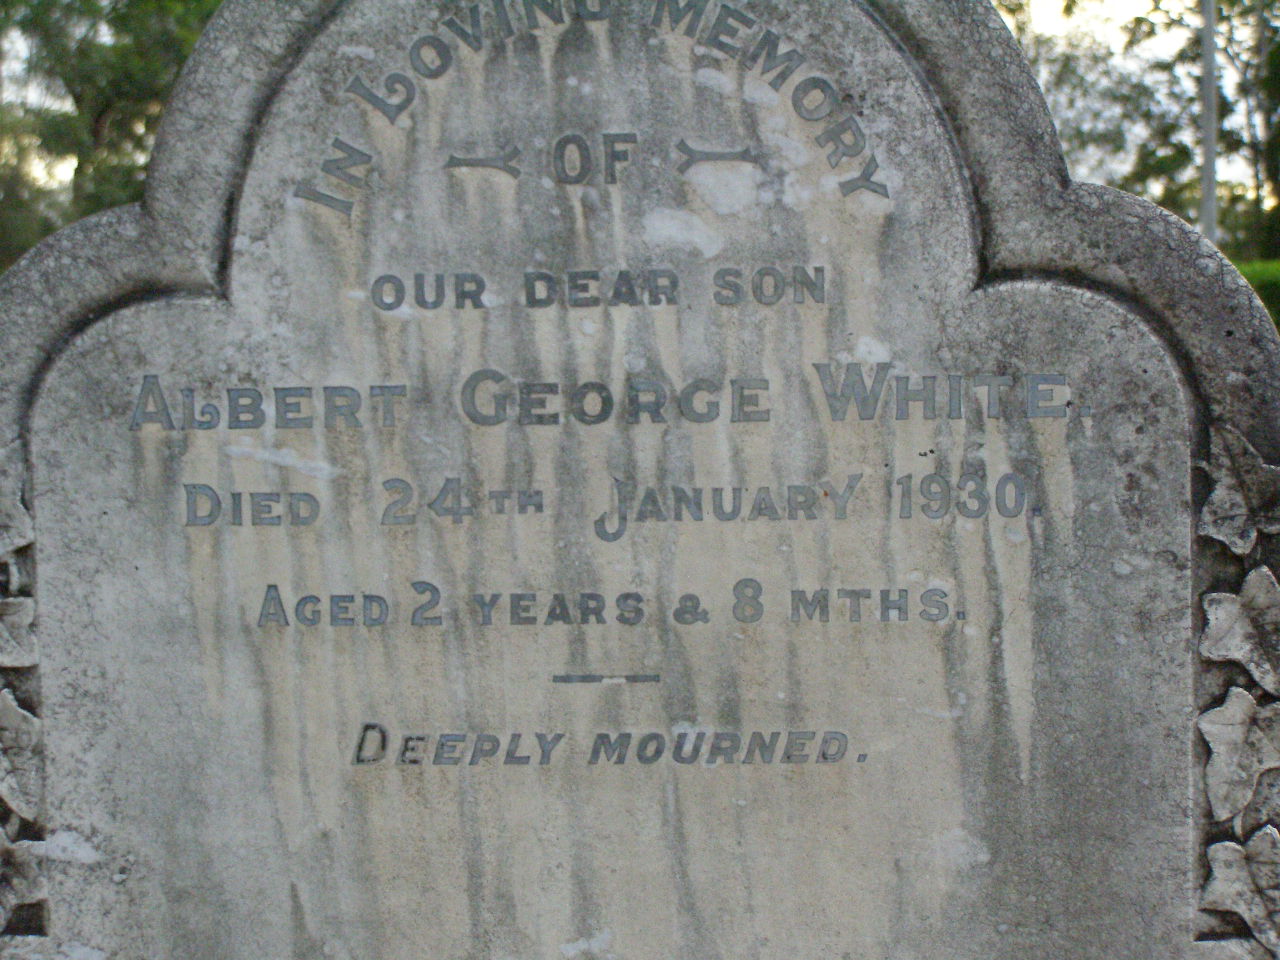 IN LOVING MEMORY
OF
OUR DEAR SON
ALBERT GEORGE WHITE.
DIED 24TH JANUARY 1930.
AGED 2 YEARS & 8 MTHS.
DEEPLY MOURNED.